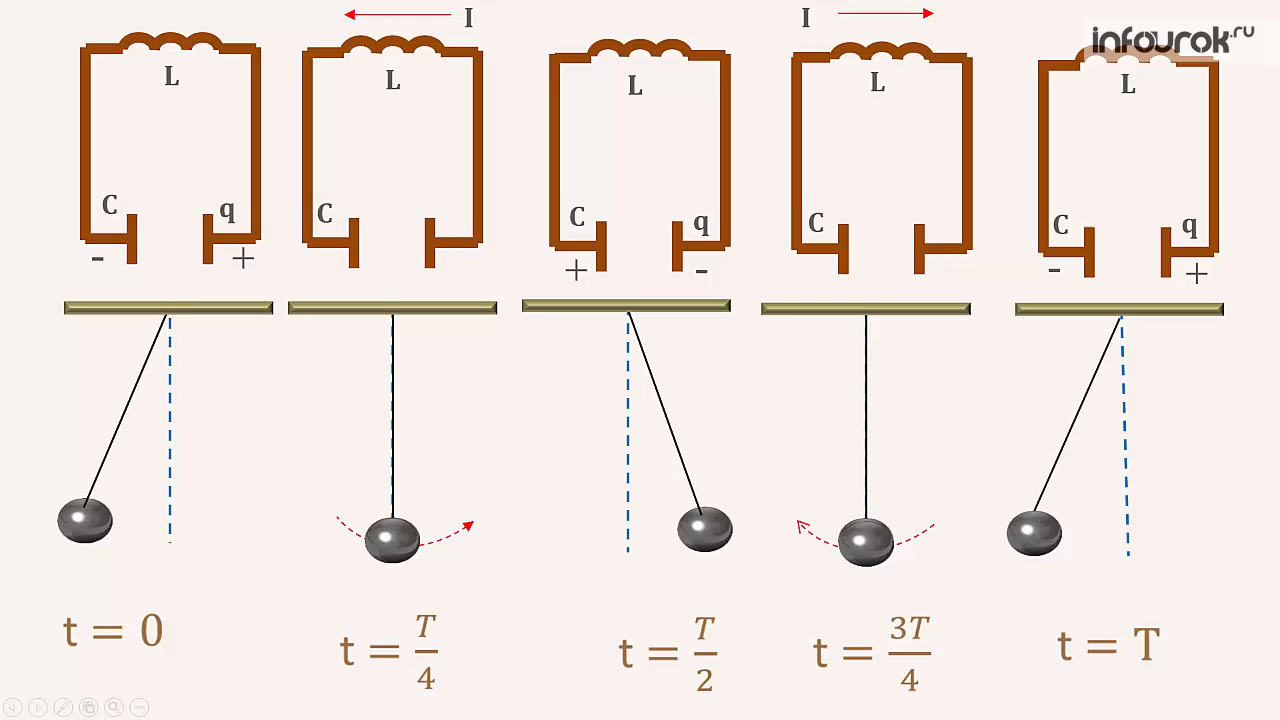 I I
infourok.ru
L L L L L
C q C C q C C q
- + + - - +
t = 0 t = T/4 t = T/2 t = 3T/4 t = T